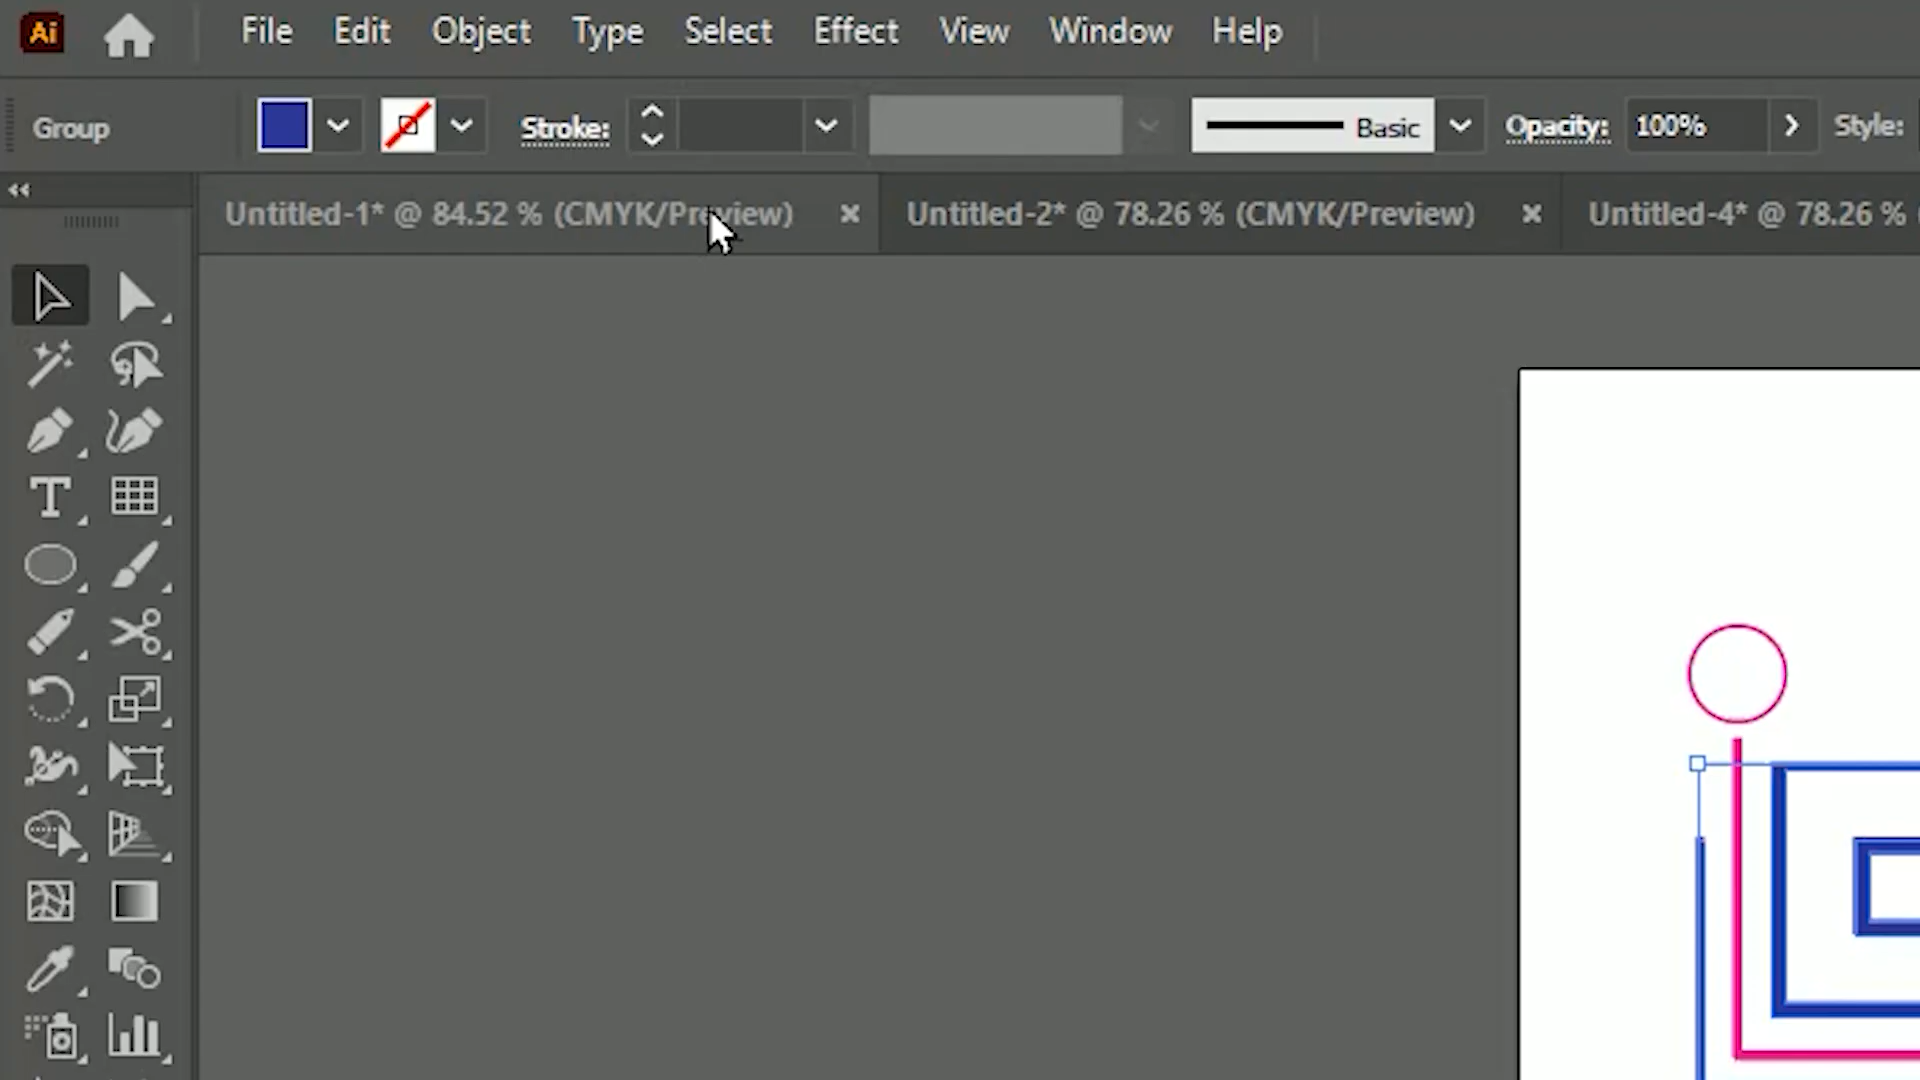 Ai File Edit Object Type Select Effect View Window Help
Group Stroke: Basic Opacity: 100% Style:
Untitled-1* @ 84.52 % (CMYK/Preview) × Untitled-2* @ 78.26 % (CMYK/Preview) × Untitled-4* @ 78.26 %